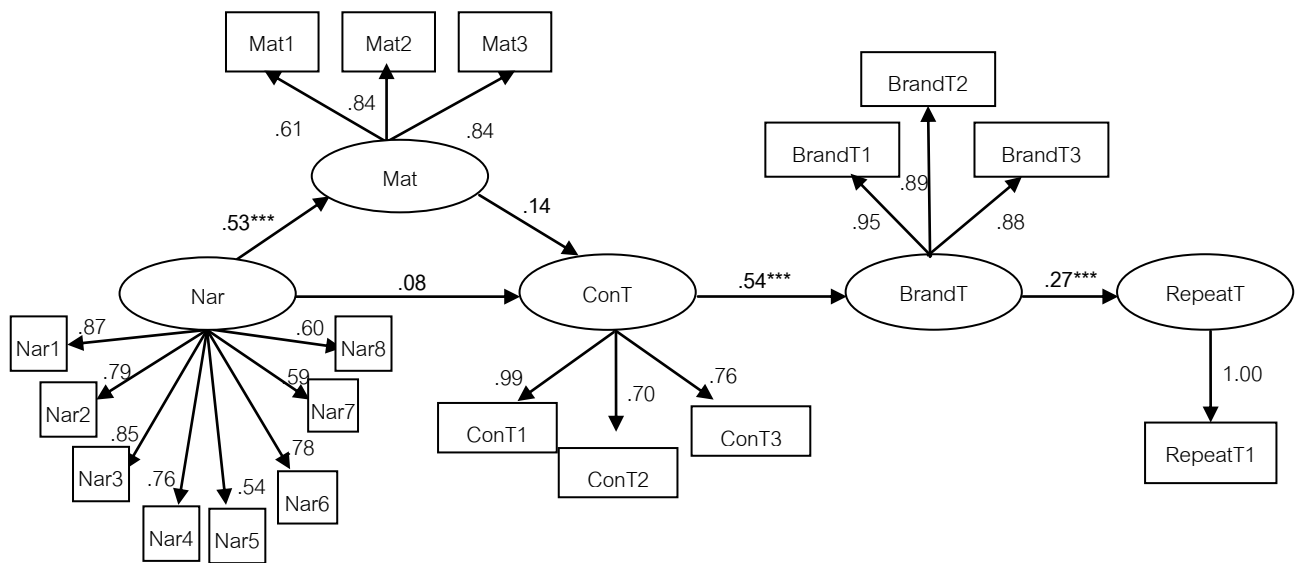 Mat1
Mat2
Mat3
.61
.84
.84
Mat
.53***
.14
Nar
.08
ConT
.54***
BrandT
.27***
RepeatT
BrandT2
BrandT1
BrandT3
.95
.89
.88
Nar1
.87
Nar2
.79
Nar3
.85
Nar4
.76
Nar5
.54
Nar6
.78
Nar7
.59
Nar8
.60
ConT1
.99
ConT2
.70
ConT3
.76
1.00
RepeatT1